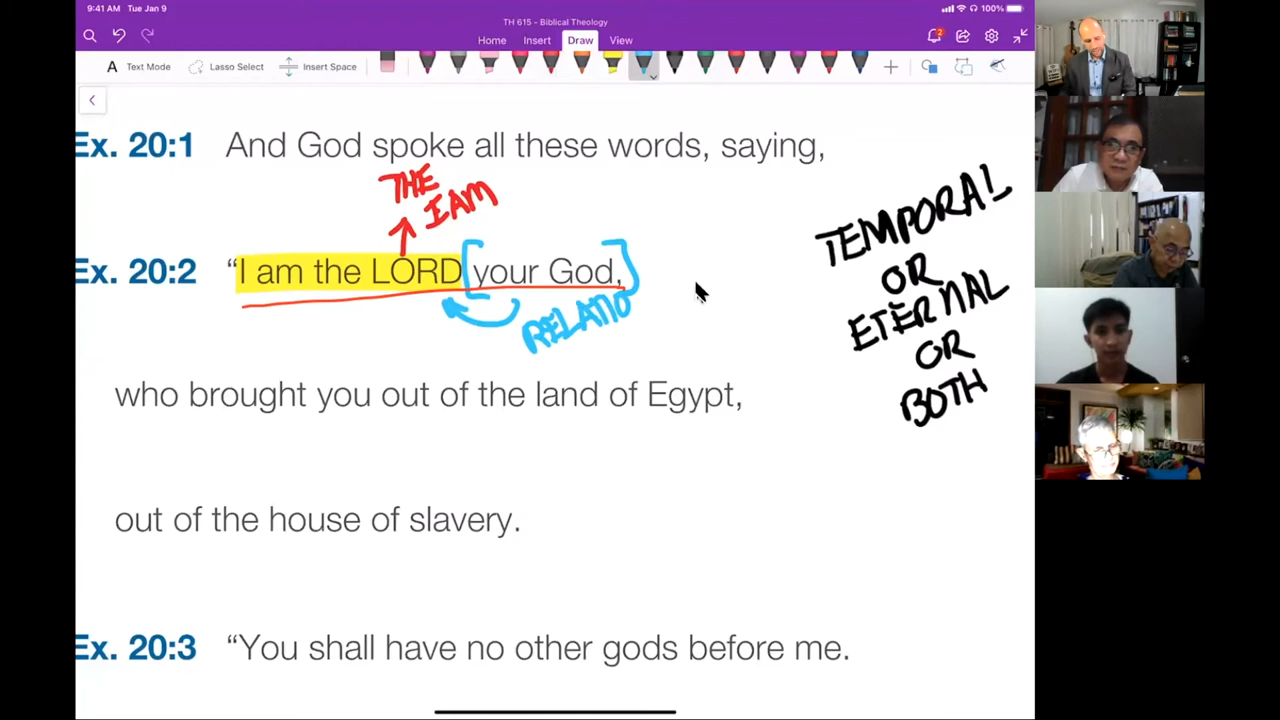 9:41 AM Tue Jan 9
100%
TH 615 - Biblical Theology
Home Insert Draw View
2
Text Mode Lasso Select Insert Space
Ex. 20:1 And God spoke all these words, saying,
THE
I AM
Ex. 20:2 “I am the LORD [your God,]
RELATIO
who brought you out of the land of Egypt,
out of the house of slavery.
Ex. 20:3 “You shall have no other gods before me.
TEMPORAL
OR
ETERNAL
OR
BOTH